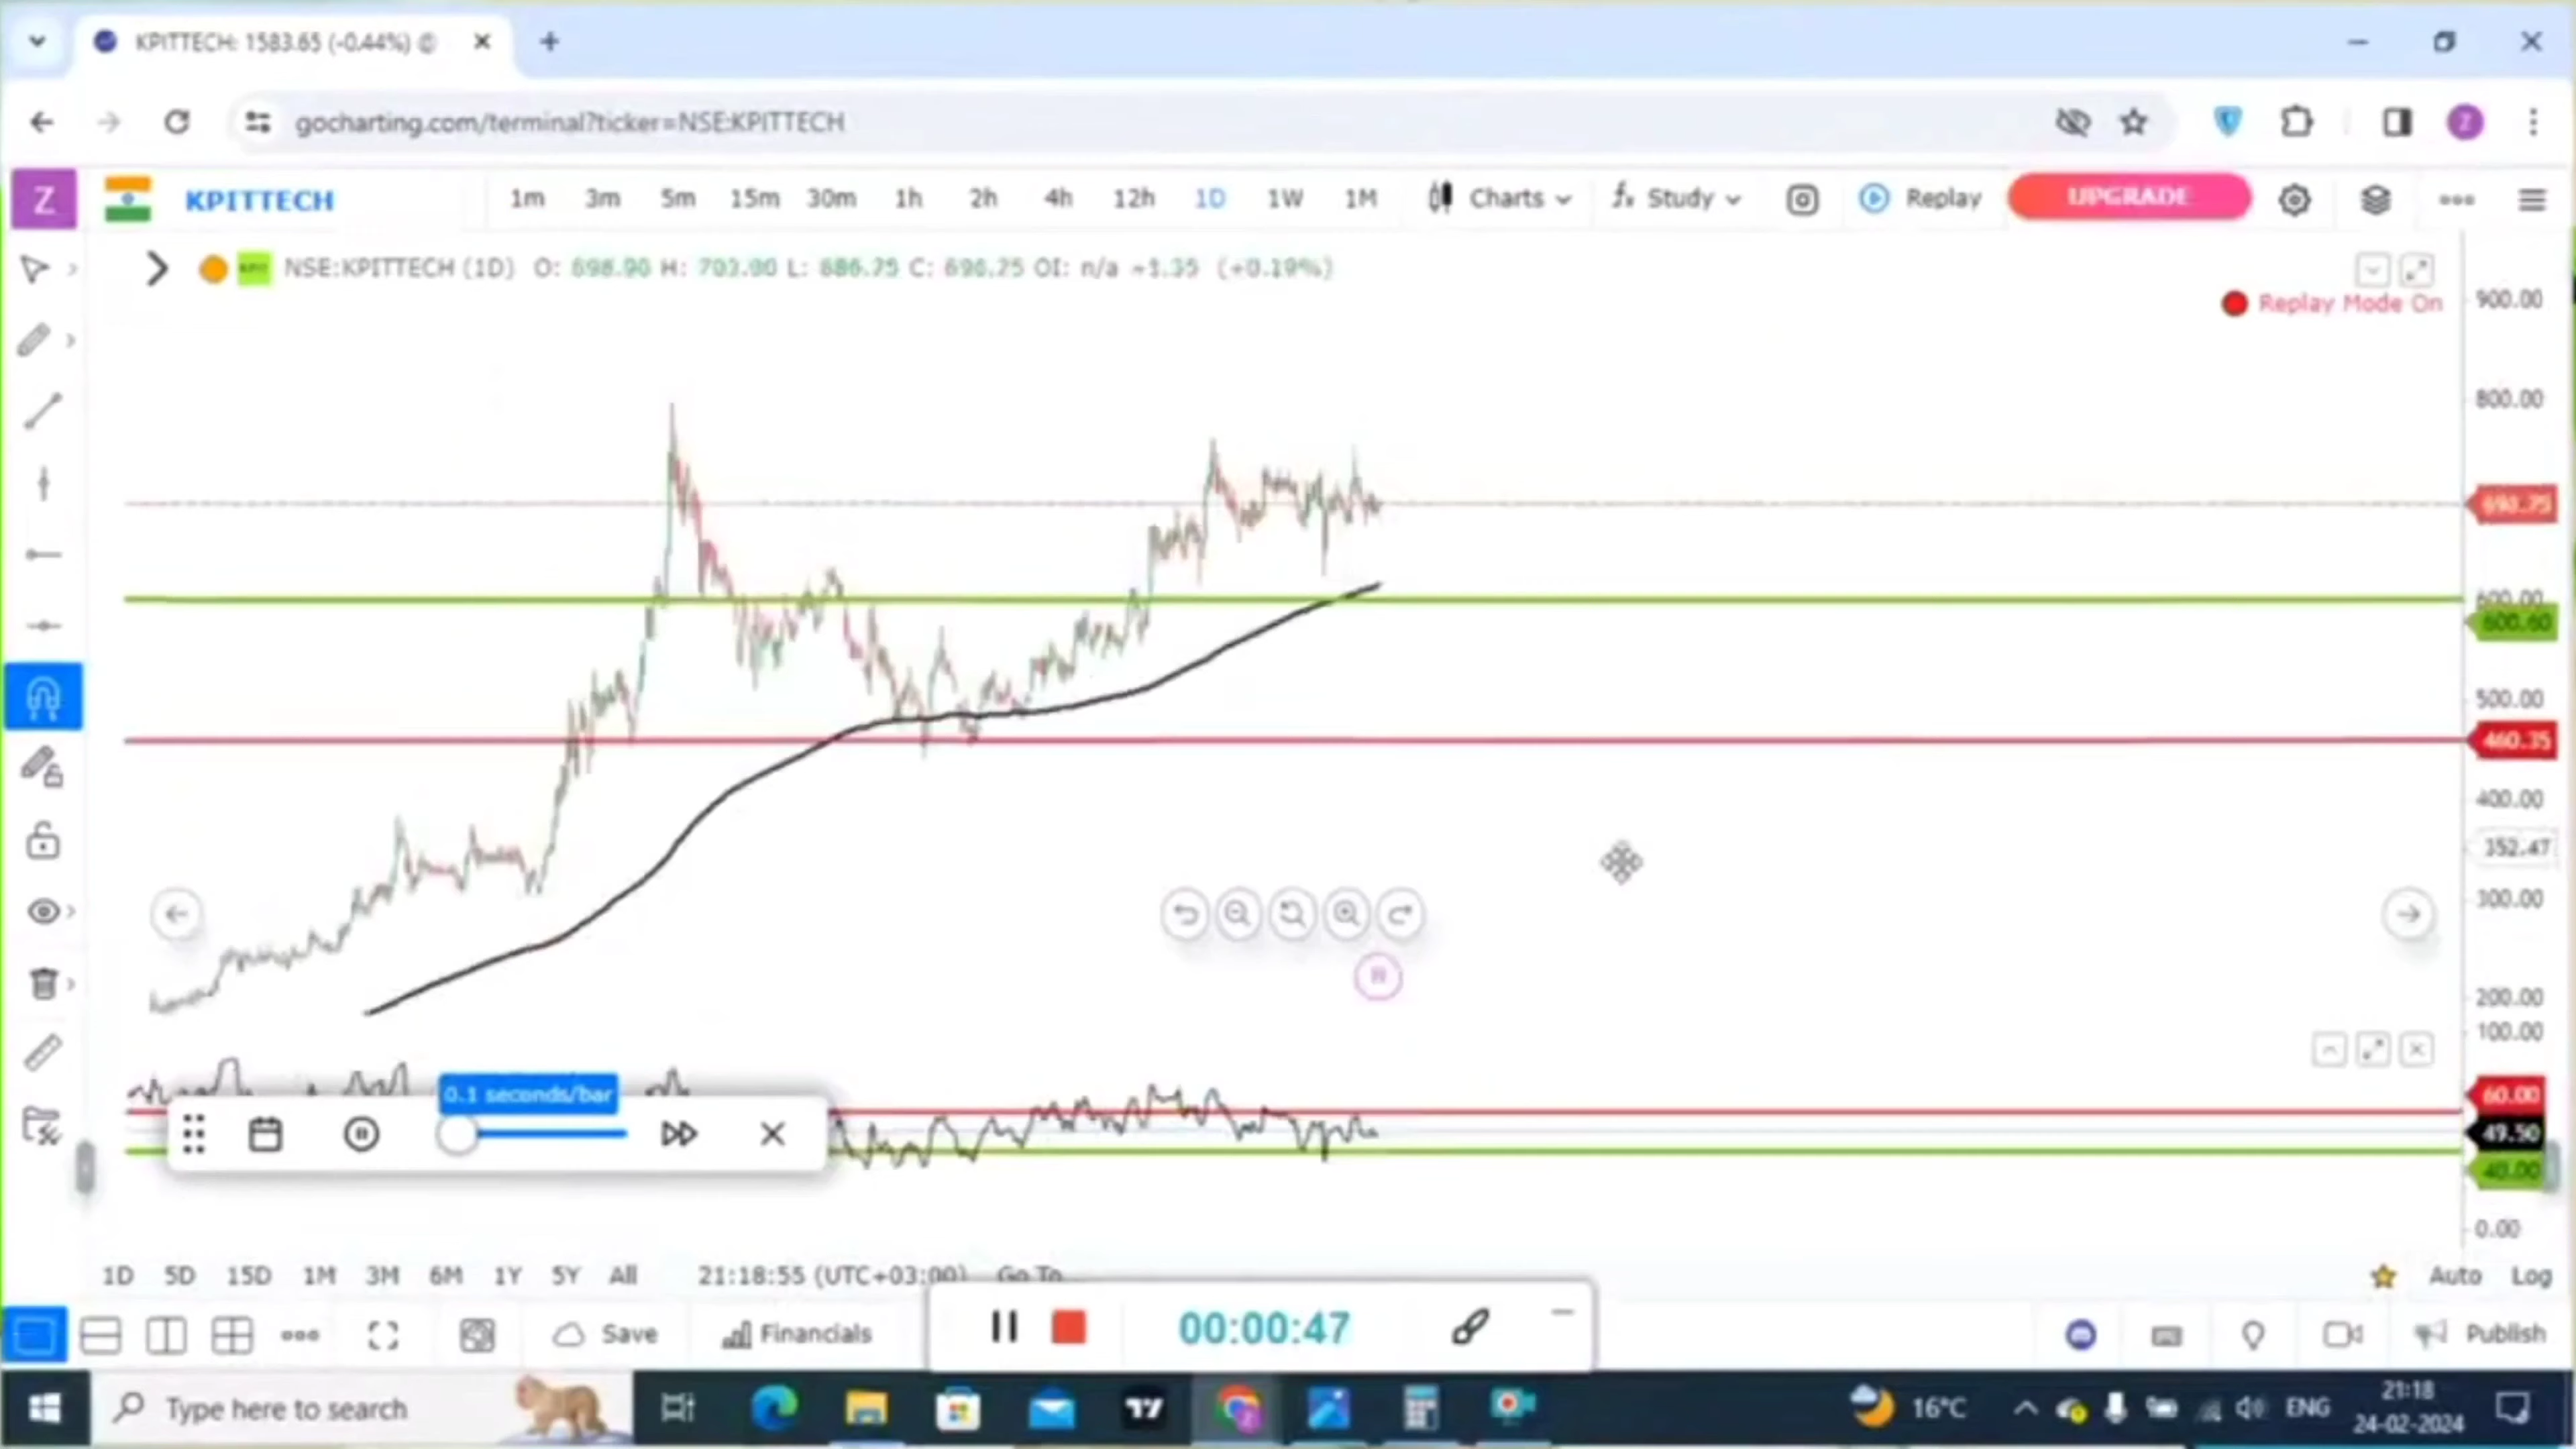 KPITTECH: 1583.65 (-0.44%)
gocharting.com/terminal?ticker=NSE:KPITTECH
Z
Z KPITTECH 1m 3m 5m 15m 30m 1h 2h 4h 12h 1D 1W 1M Charts Study Replay UPGRADE
NSE:KPITTECH (1D) O: 698.90 H: 703.00 L: 686.75 C: OI: n/a (+0.19%)
Replay Mode On
900.00
800.00
600.00
600.60
500.00
460.35
400.00
352.47
300.00
200.00
100.00
0.1 seconds/bar
60.00
49.50
40.00
0.00
1D 5D 15D 1M 3M 6M 1Y 5Y All 21:18:55 (UTC+03:00) Go To... Auto Log
Save Financials 00:00:47 Publish
Type here to search 16°C ENG 21:18
24-02-2024